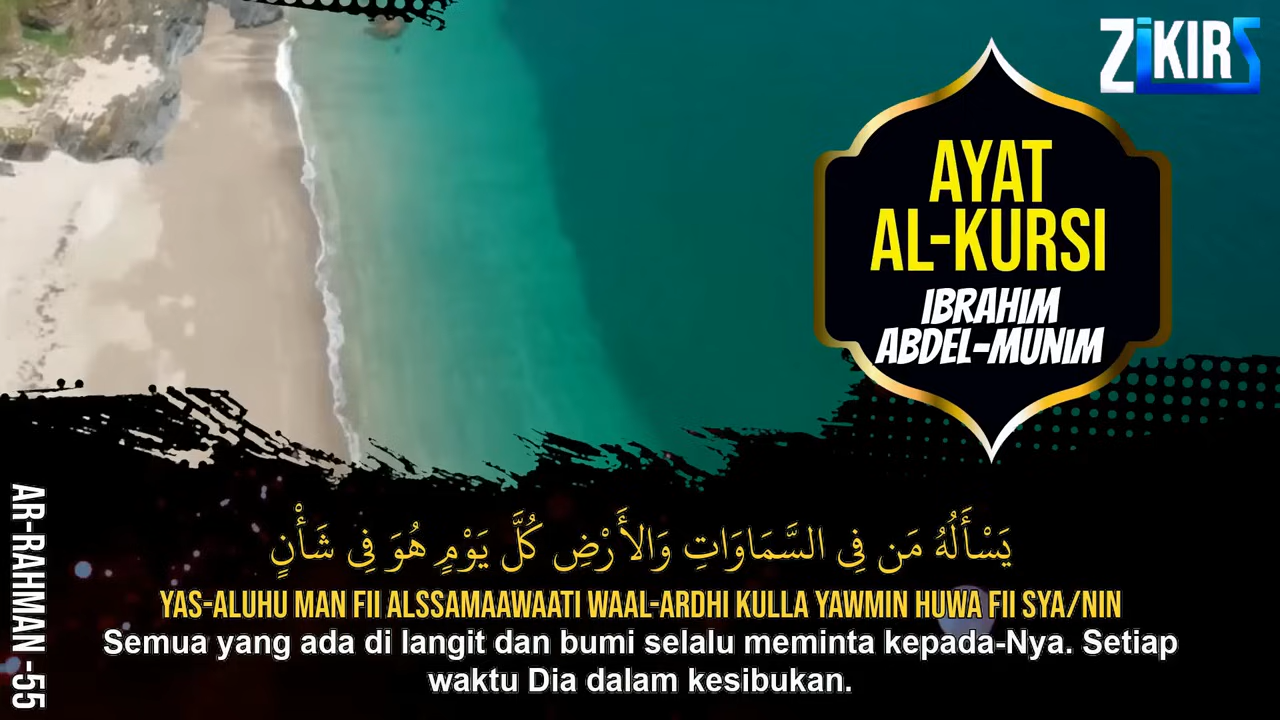 ZiKIRS
AYAT
AL-KURSI
IBRAHIM
ABDEL-MUNIM
AR-RAHMAN -55
يَسْأَلُهُ مَن فِي السَّمَاوَاتِ وَالأَرْضِ كُلَّ يَوْمٍ هُوَ فِي شَأْنٍ
YAS-ALUHU MAN FII ALSSAMAAWAATI WAAL-ARDHI KULLA YAWMIN HUWA FII SYA/NIN
Semua yang ada di langit dan bumi selalu meminta kepada-Nya. Setiap
waktu Dia dalam kesibukan.